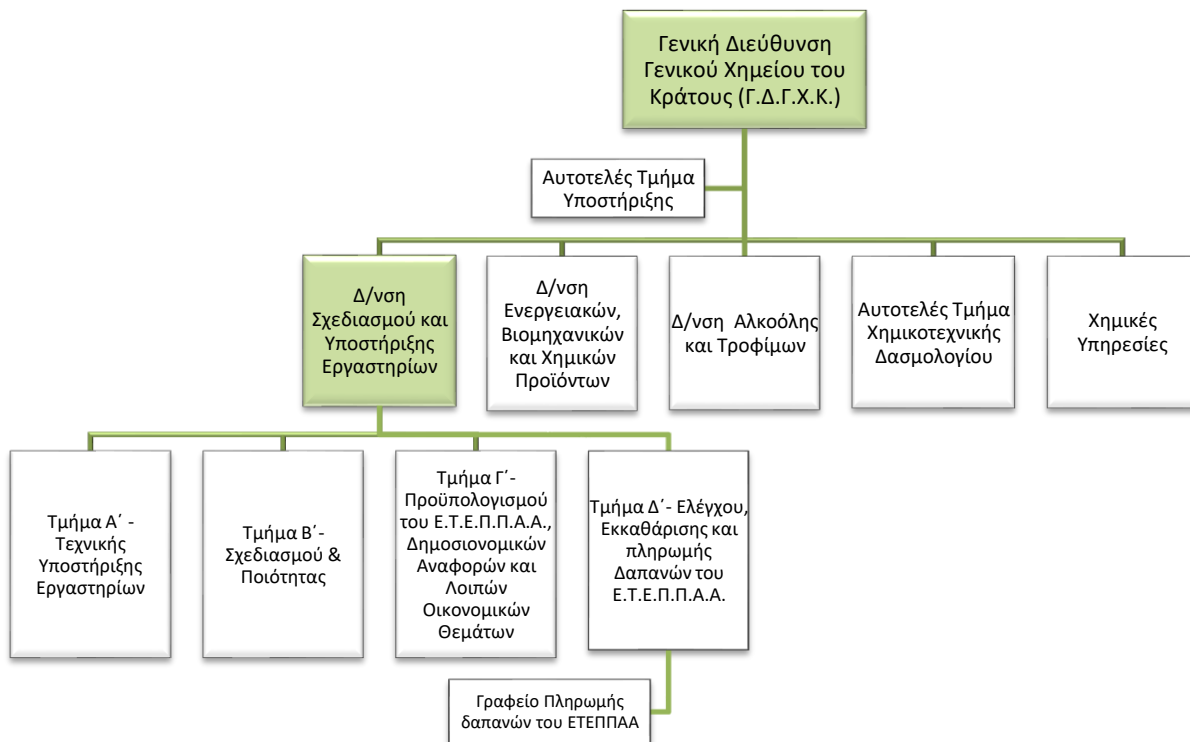 Γενική Διεύθυνση
Γενικού Χημείου του
Κράτους (Γ.Δ.Γ.Χ.Κ.)
Αυτοτελές Τμήμα
Υποστήριξης
Δ/νση
Σχεδιασμού και
Υποστήριξης
Εργαστηρίων
Δ/νση
Ενεργειακών,
Βιομηχανικών
και Χημικών
Προϊόντων
Δ/νση Αλκοόλης
και Τροφίμων
Αυτοτελές Τμήμα
Χημικοτεχνικής
Δασμολογίου
Χημικές
Υπηρεσίες
Τμήμα Α΄ -
Τεχνικής
Υποστήριξης
Εργαστηρίων
Τμήμα Β΄-
Σχεδιασμού &
Ποιότητας
Τμήμα Γ΄-
Προϋπολογισμού
του Ε.Τ.Ε.Π.Π.Α.Α.,
Δημοσιονομικών
Αναφορών και
Λοιπών
Οικονομικών
Θεμάτων
Τμήμα Δ΄- Ελέγχου,
Εκκαθάρισης και
πληρωμής
Δαπανών του
Ε.Τ.Ε.Π.Π.Α.Α.
Γραφείο Πληρωμής
δαπανών του ΕΤΕΠΠΑΑ